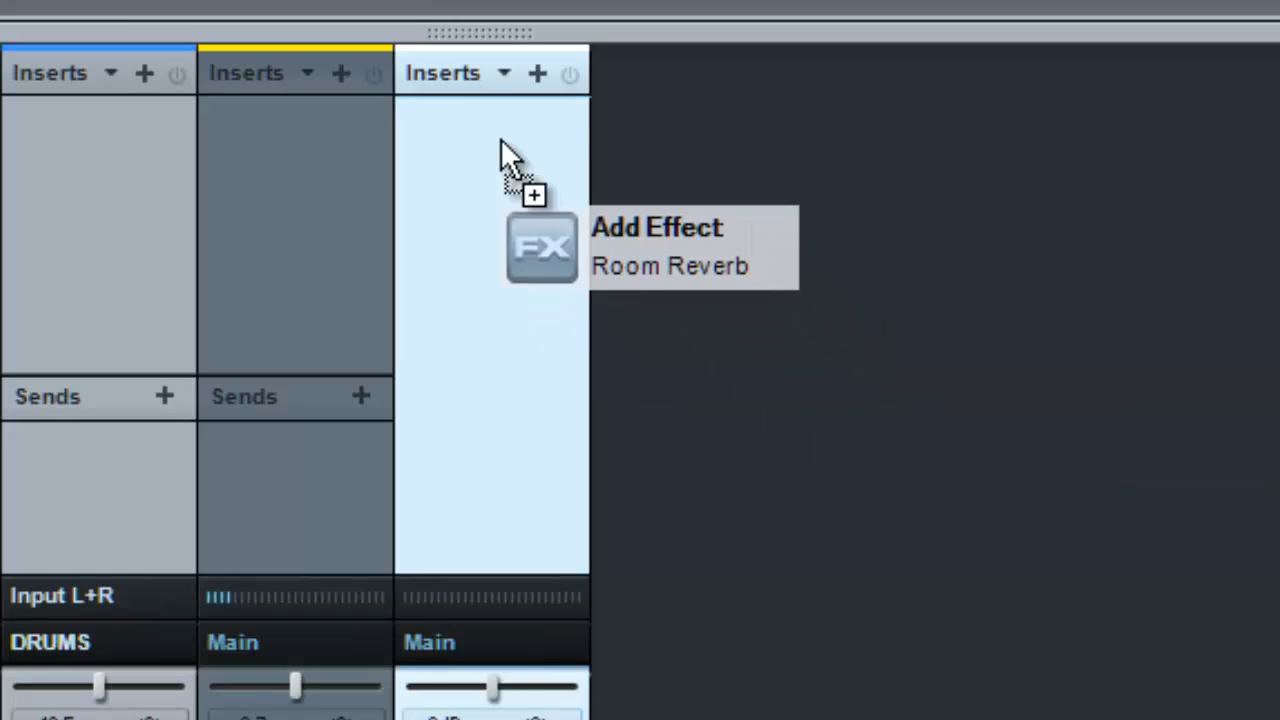 Inserts
Inserts
Inserts
Add Effect
FX
Room Reverb
Sends
Sends
Input L+R
DRUMS
Main
Main